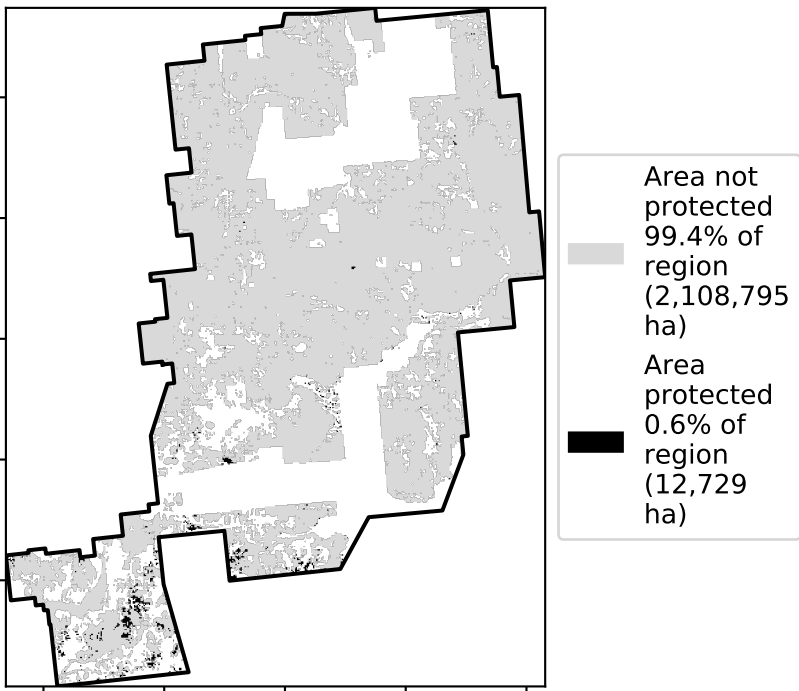 Area not
protected
99.4% of
region
(2,108,795
ha)
Area
protected
0.6% of
region
(12,729
ha)